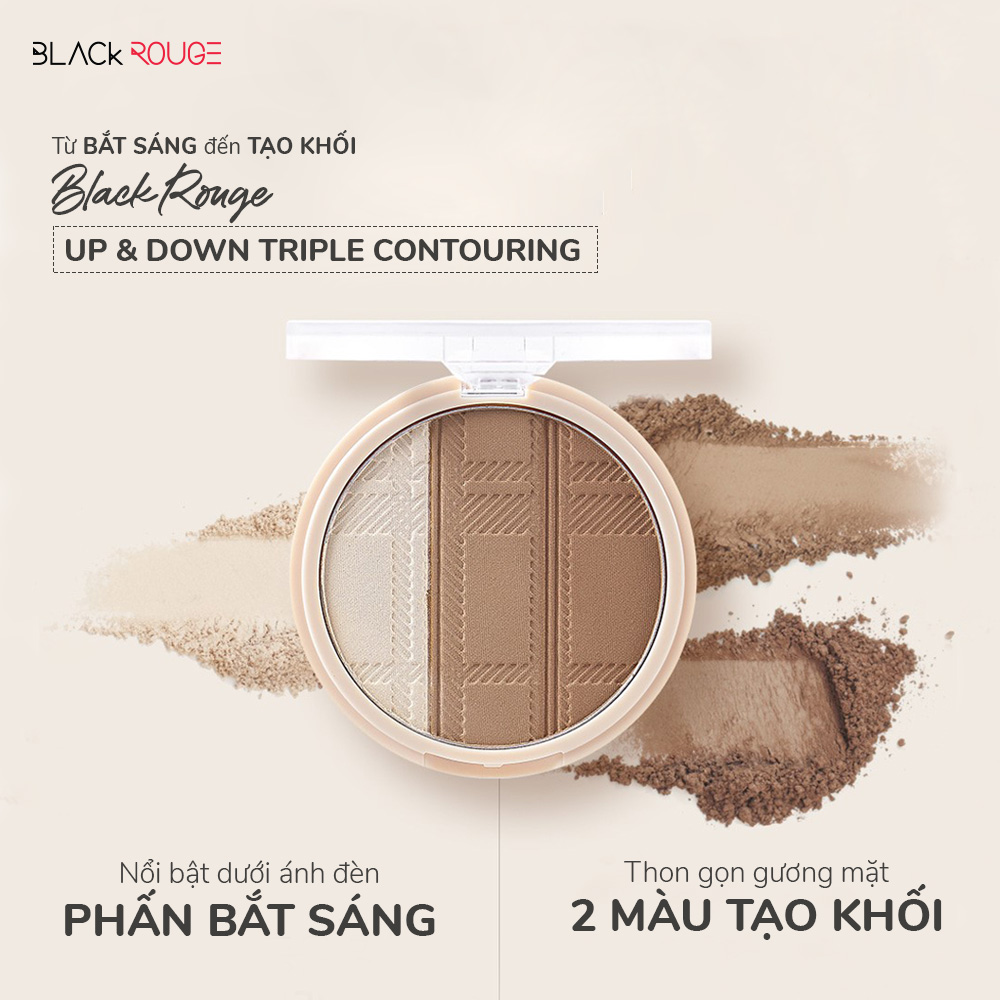 BLACK ROUGE
Từ BẮT SÁNG đến TẠO KHỐI
Black Rouge
UP & DOWN TRIPLE CONTOURING
Nổi bật dưới ánh đèn
PHẤN BẮT SÁNG
Thon gọn gương mặt
2 MÀU TẠO KHỐI